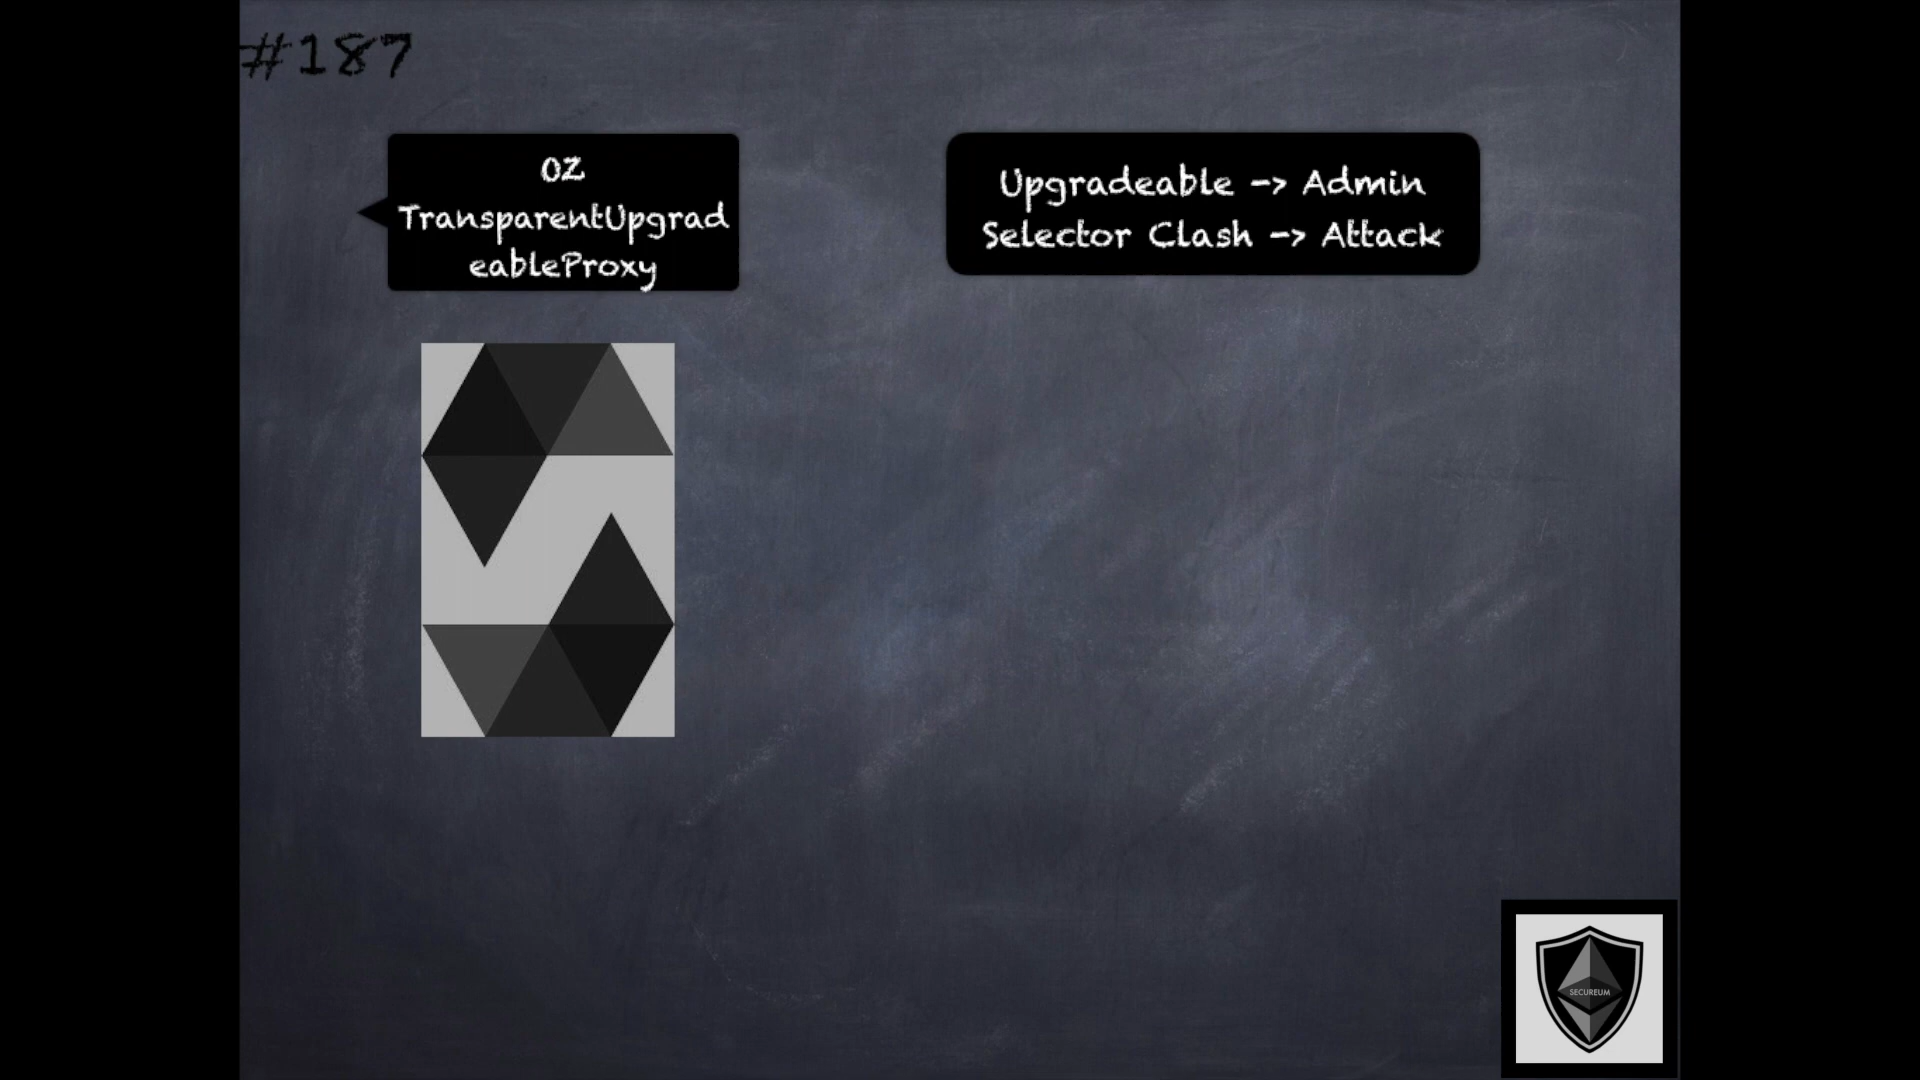 #187
OZ
TransparentUpgrad
eableProxy
Upgradeable -> Admin
Selector Clash -> Attack
SECUREUM